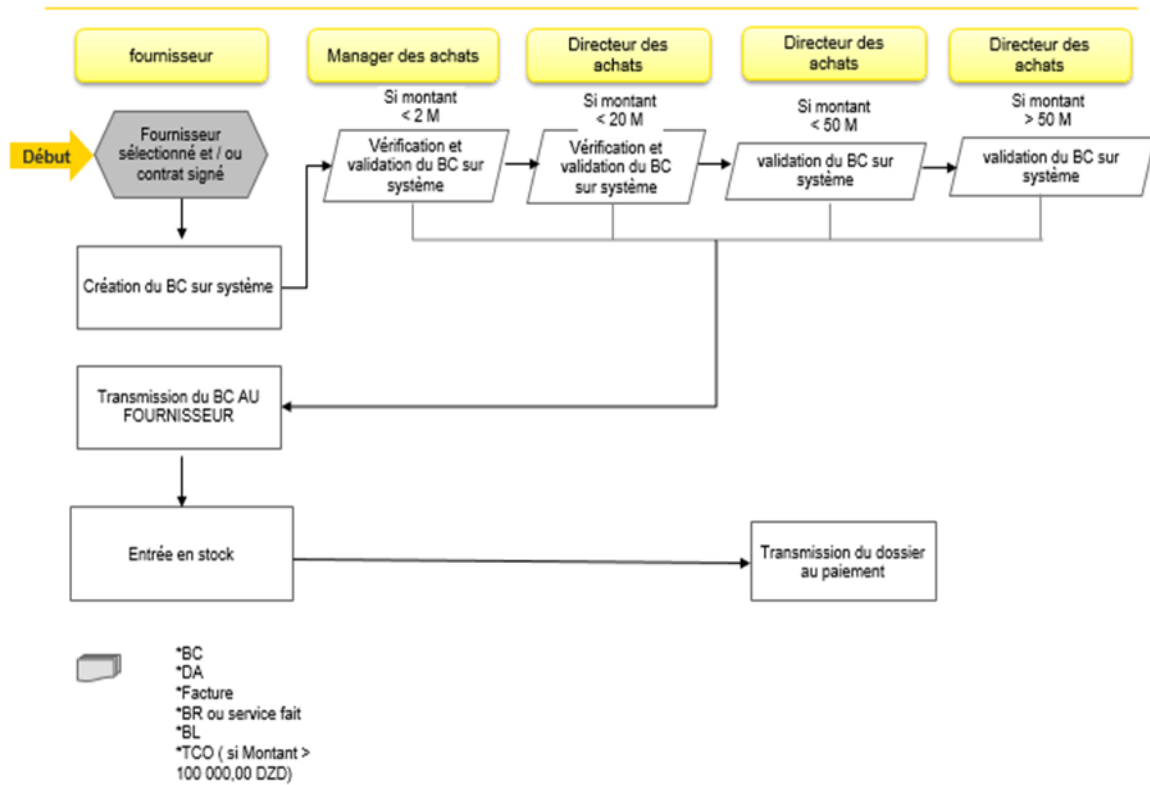 fournisseur
Manager des achats
Directeur des
achats
Directeur des
achats
Directeur des
achats
Si montant
< 2 M
Si montant
< 20 M
Si montant
< 50 M
Si montant
> 50 M
Début
Fournisseur
sélectionné et / ou
contrat signé
Vérification et
validation du BC sur
système
Vérification et
validation du BC
sur système
validation du BC sur
système
validation du BC sur
système
Création du BC sur système
Transmission du BC AU
FOURNISSEUR
Entrée en stock
Transmission du dossier
au paiement
*BC
*DA
*Facture
*BR ou service fait
*BL
*TCO ( si Montant >
100 000,00 DZD)